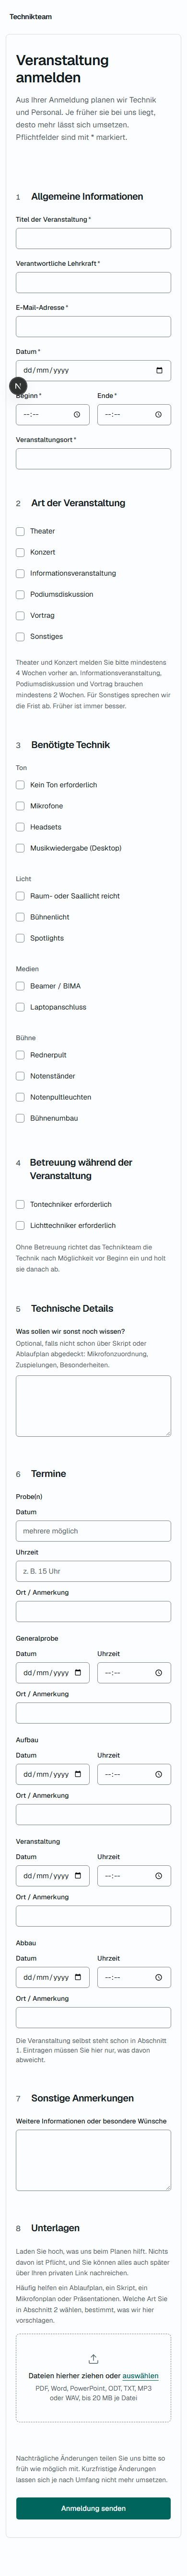 Technikteam
Veranstaltung
anmelden
Aus Ihrer Anmeldung planen wir Technik
und Personal. Je früher sie bei uns liegt,
desto mehr lässt sich umsetzen.
Pflichtfelder sind mit * markiert.
1 Allgemeine Informationen
Titel der Veranstaltung *
Verantwortliche Lehrkraft *
E-Mail-Adresse *
Datum *
dd/mm/yyyy
N
Beginn * Ende *
--:-- --:--
Veranstaltungsort *
2 Art der Veranstaltung
Theater
Konzert
Informationsveranstaltung
Podiumsdiskussion
Vortrag
Sonstiges
Theater und Konzert melden Sie bitte mindestens
4 Wochen vorher an. Informationsveranstaltung,
Podiumsdiskussion und Vortrag brauchen
mindestens 2 Wochen. Für Sonstiges sprechen wir
die Frist ab. Früher ist immer besser.
3 Benötigte Technik
Ton
Kein Ton erforderlich
Mikrofone
Headsets
Musikwiedergabe (Desktop)
Licht
Raum- oder Saallicht reicht
Bühnenlicht
Spotlights
Medien
Beamer / BIMA
Laptopanschluss
Bühne
Rednerpult
Notenständer
Notenpultleuchten
Bühnenumbau
4 Betreuung während der
Veranstaltung
Tontechniker erforderlich
Lichttechniker erforderlich
Ohne Betreuung richtet das Technikteam die
Technik nach Möglichkeit vor Beginn ein und holt
sie danach ab.
5 Technische Details
Was sollen wir sonst noch wissen?
Optional, falls nicht schon über Skript oder
Ablaufplan abgedeckt: Mikrofonzuordnung,
Zuspielungen, Besonderheiten.
6 Termine
Probe(n)
Datum
mehrere möglich
Uhrzeit
z. B. 15 Uhr
Ort / Anmerkung
Generalprobe
Datum Uhrzeit
dd/mm/yyyy --:--
Ort / Anmerkung
Aufbau
Datum Uhrzeit
dd/mm/yyyy --:--
Ort / Anmerkung
Veranstaltung
Datum Uhrzeit
dd/mm/yyyy --:--
Ort / Anmerkung
Abbau
Datum Uhrzeit
dd/mm/yyyy --:--
Ort / Anmerkung
Die Veranstaltung selbst steht schon in Abschnitt
1. Eintragen müssen Sie hier nur, was davon
abweicht.
7 Sonstige Anmerkungen
Weitere Informationen oder besondere Wünsche
8 Unterlagen
Laden Sie hoch, was uns beim Planen hilft. Nichts
davon ist Pflicht, und Sie können alles auch später
über Ihren privaten Link nachreichen.
Häufig helfen ein Ablaufplan, ein Skript, ein
Mikrofonplan oder Präsentationen. Welche Art Sie
in Abschnitt 2 wählen, bestimmt, was wir hier
vorschlagen.
Dateien hierher ziehen oder auswählen
PDF, Word, PowerPoint, ODT, TXT, MP3
oder WAV, bis 20 MB je Datei
Nachträgliche Änderungen teilen Sie uns bitte so
früh wie möglich mit. Kurzfristige Änderungen
lassen sich je nach Umfang nicht mehr umsetzen.
Anmeldung senden